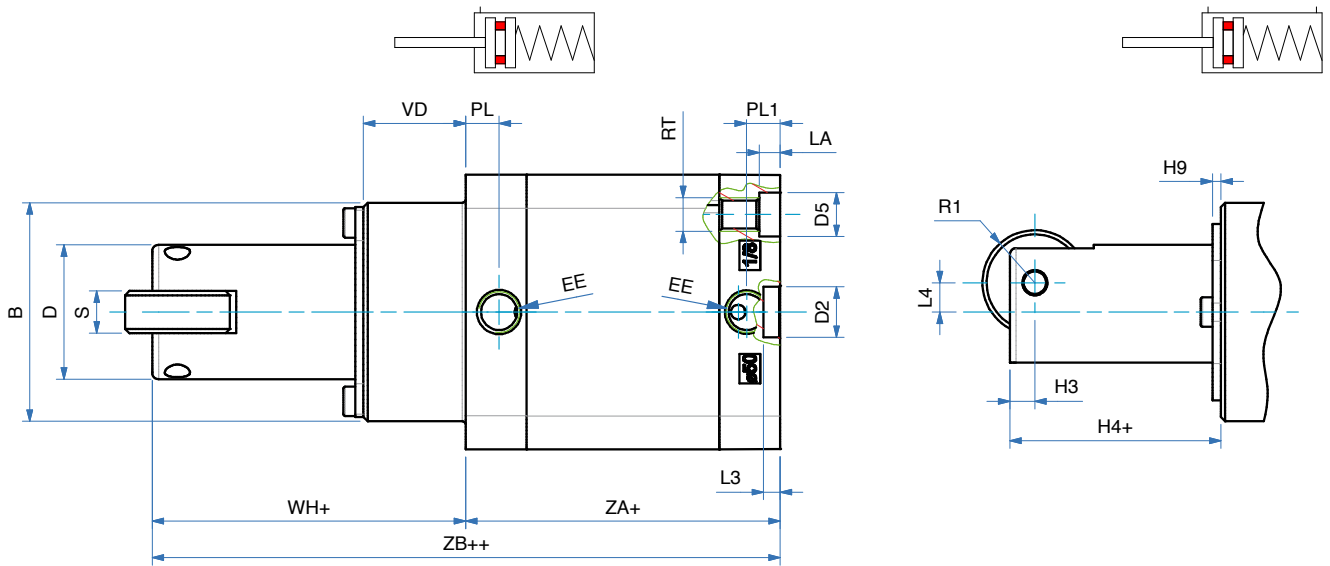 VD
PL
RT
PL1
LA
H9
R1
D5
1/8
L4
EE
EE
D2
B
D
S
ø50
H3
H4+
L3
WH+
ZA+
ZB++